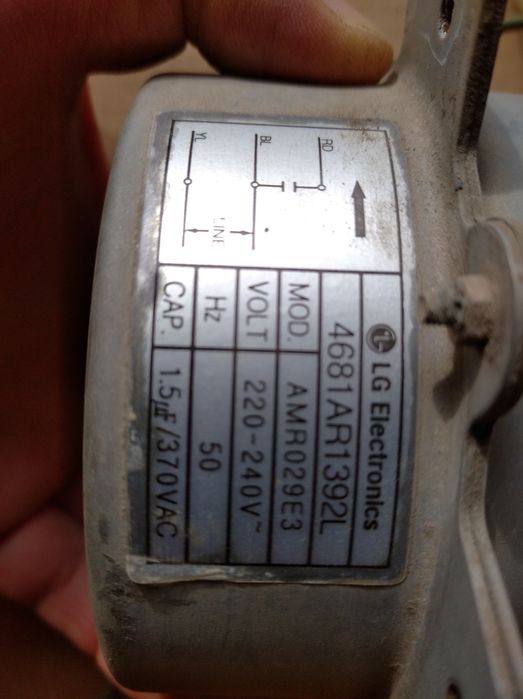 LG Electronics
4681AR1392L
MOD. AMR029E3
VOLT 220-240V~
Hz 50
CAP. 1.5㎌/370VAC
RD
BL
YL
LINE